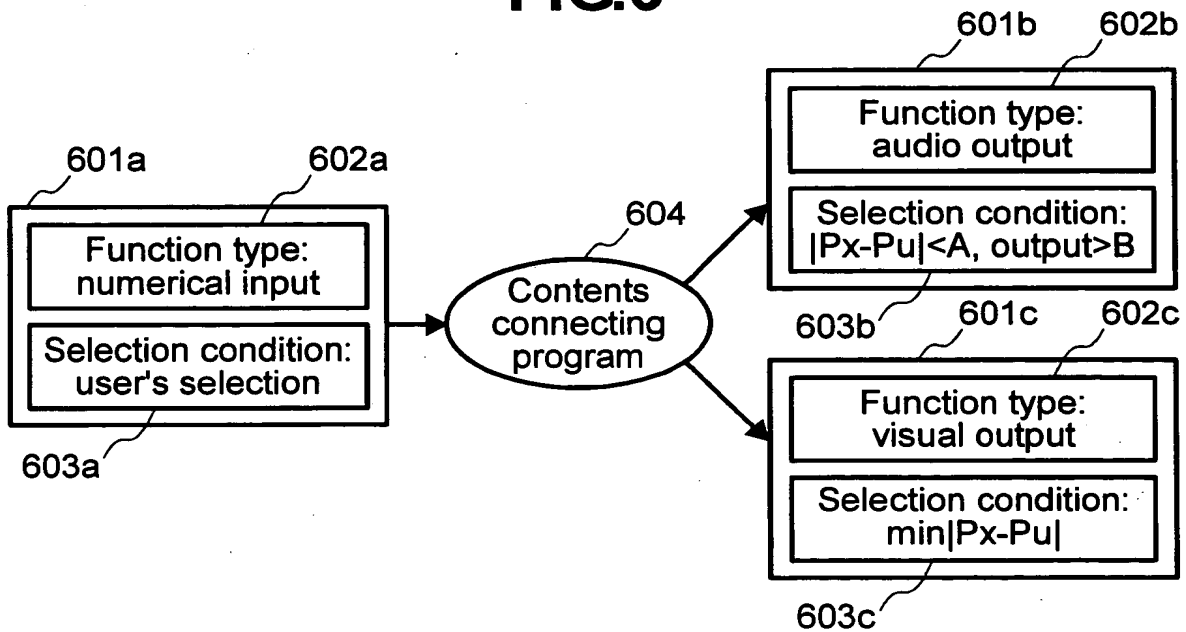 FIG.6
601b
602b
Function type:
audio output
Selection condition:
|Px-Pu|<A, output>B
603b
601a
602a
Function type:
numerical input
Selection condition:
user's selection
603a
604
Contents
connecting
program
601c
602c
Function type:
visual output
Selection condition:
min|Px-Pu|
603c